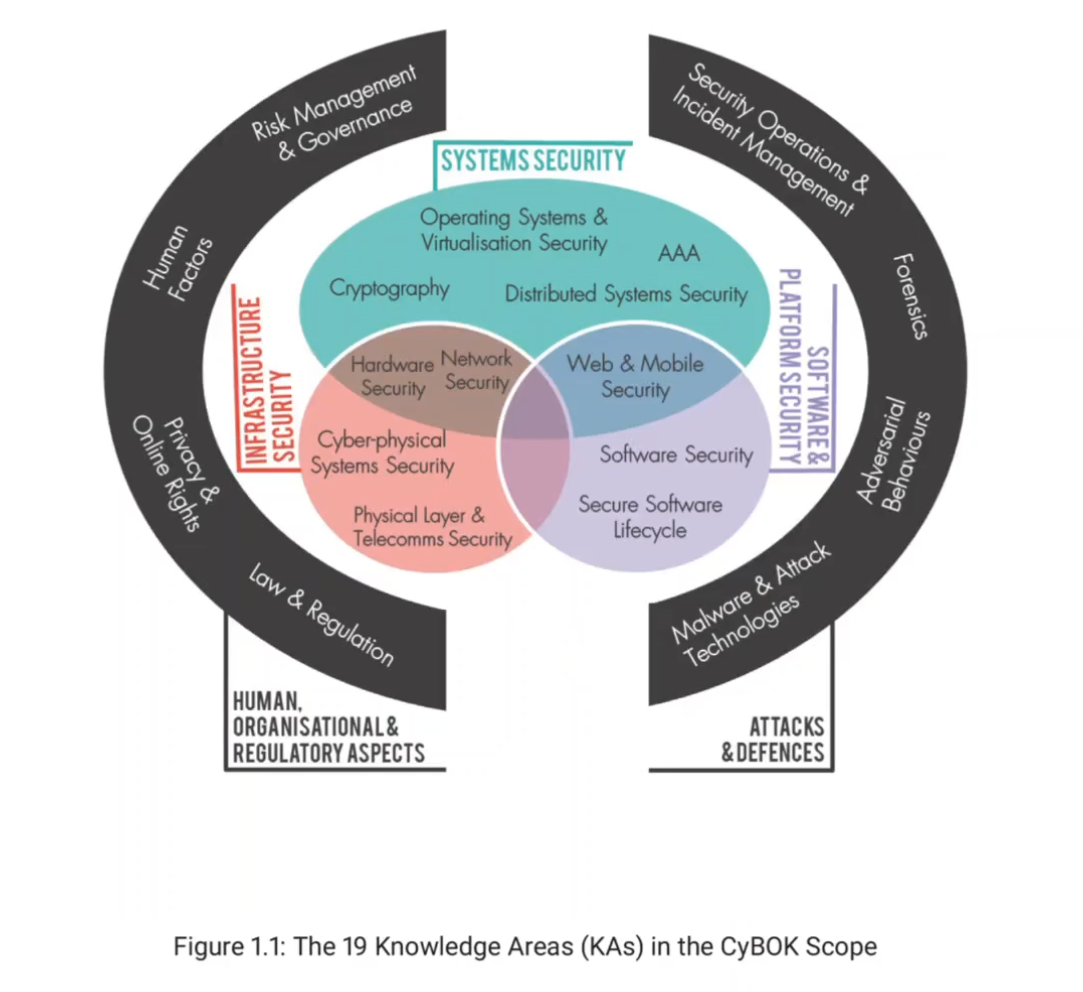 Risk Management
& Governance
Human
Factors
Privacy &
Online Rights
Law & Regulation
HUMAN,
ORGANISATIONAL &
REGULATORY ASPECTS
SYSTEMS SECURITY
Operating Systems &
Virtualisation Security
AAA
Cryptography
Distributed Systems Security
INFRASTRUCTURE
SECURITY
Hardware
Security
Network
Security
Cyber-physical
Systems Security
Physical Layer &
Telecomms Security
Web & Mobile
Security
Software Security
Secure Software
Lifecycle
SOFTWARE &
PLATFORM SECURITY
Security Operations &
Incident Management
Forensics
Adversarial
Behaviours
Malware & Attack
Technologies
ATTACKS
& DEFENCES
Figure 1.1: The 19 Knowledge Areas (KAs) in the CyBOK Scope